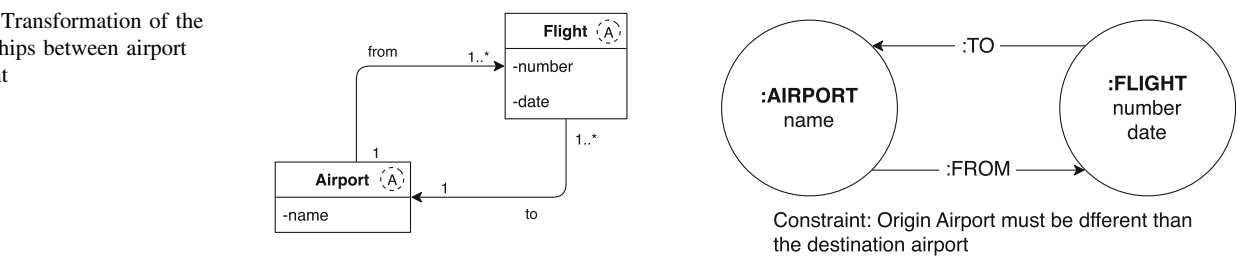 Transformation of the
hips between airport
t
Flight A
-number
-date
from
1..*
1
1..*
Airport A
-name
1
to
:AIRPORT
name
:TO
:FROM
:FLIGHT
number
date
Constraint: Origin Airport must be dfferent than
the destination airport